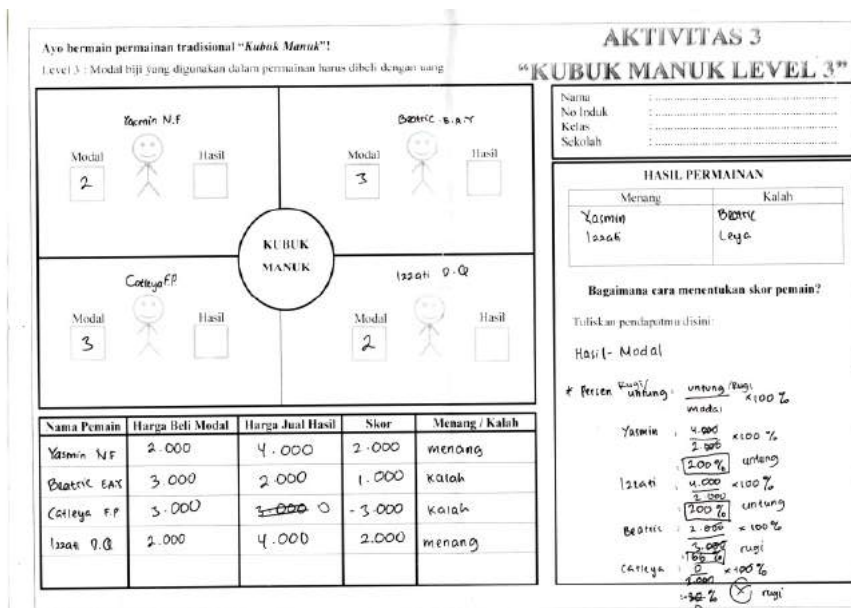 Ayo bermain permainan tradisional “Kubuk Manuk”!
Level 3 : Modal biji yang digunakan dalam permainan harus dibeli dengan uang
AKTIVITAS 3
“KUBUK MANUK LEVEL 3”
Nama :
No Induk :
Kelas :
Sekolah :
Yasmin N.F
Modal Hasil
2
Beatric E.A.Y
Modal Hasil
3
KUBUK
MANUK
Catleya F.P
Modal Hasil
3
Izzati D.Q
Modal Hasil
2
HASIL PERMAINAN
Menang Kalah
Yasmin Beatric
Izzati Leya
Bagaimana cara menentukan skor pemain?
Tuliskan pendapatmu disini:
Hasil - Modal
* Persen Rugi/untung : untung/Rugi
modal
×100 %
Yasmin : 4.000
2.000
×100 %
200% untung
Izzati : 4.000
2.000
×100 %
200 % untung
Beatric : 2.000
3.000
×100 %
rugi
Catleya : 0
×100 %
% rugi
Nama Pemain Harga Beli Modal Harga Jual Hasil Skor Menang / Kalah
Yasmin NF 2.000 4.000 2.000 menang
Beatric EAY 3.000 2.000 1.000 kalah
Catleya F.P 3.000 3.000 0 - 3.000 kalah
Izzati D.Q 2.000 4.000 2.000 menang